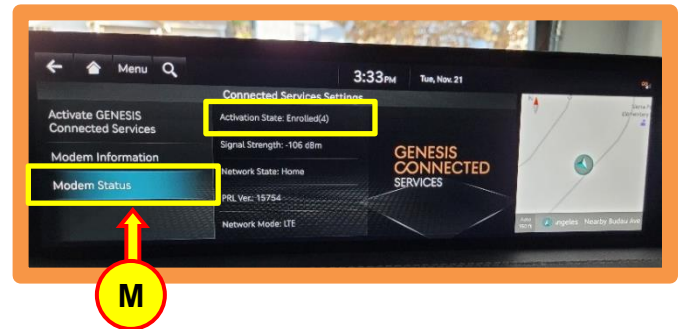 Menu
3:33PM Tue, Nov. 21
Connected Services Settings
Activate GENESIS
Connected Services
Modem Information
Modem Status
Activation State: Enrolled(4)
Signal Strength: -106 dBm
Network State: Home
PRL Ver.: 15754
Network Mode: LTE
GENESIS
CONNECTED
SERVICES
Nearby Budau Ave
M